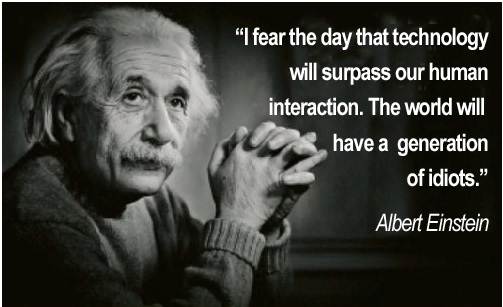 “I fear the day that technology
will surpass our human
interaction. The world will
have a generation
of idiots.”
Albert Einstein